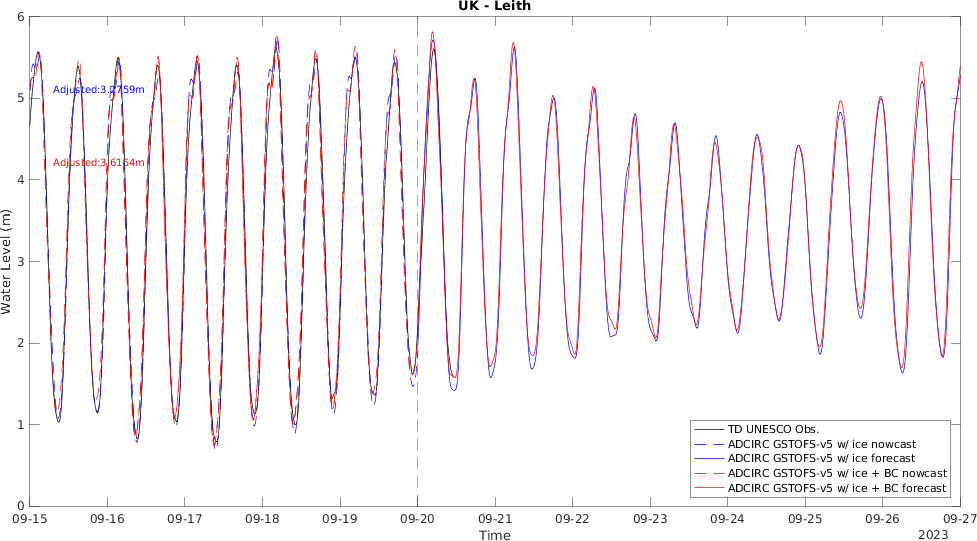 UK - Leith
6
5
4
3
2
1
0
Water Level (m)
Adjusted:3.2759m
Adjusted:3.6164m
TD UNESCO Obs.
ADCIRC GSTOFS-v5 w/ ice nowcast
ADCIRC GSTOFS-v5 w/ ice forecast
ADCIRC GSTOFS-v5 w/ ice + BC nowcast
ADCIRC GSTOFS-v5 w/ ice + BC forecast
09-15 09-16 09-17 09-18 09-19 09-20 09-21 09-22 09-23 09-24 09-25 09-26 09-27
Time
2023